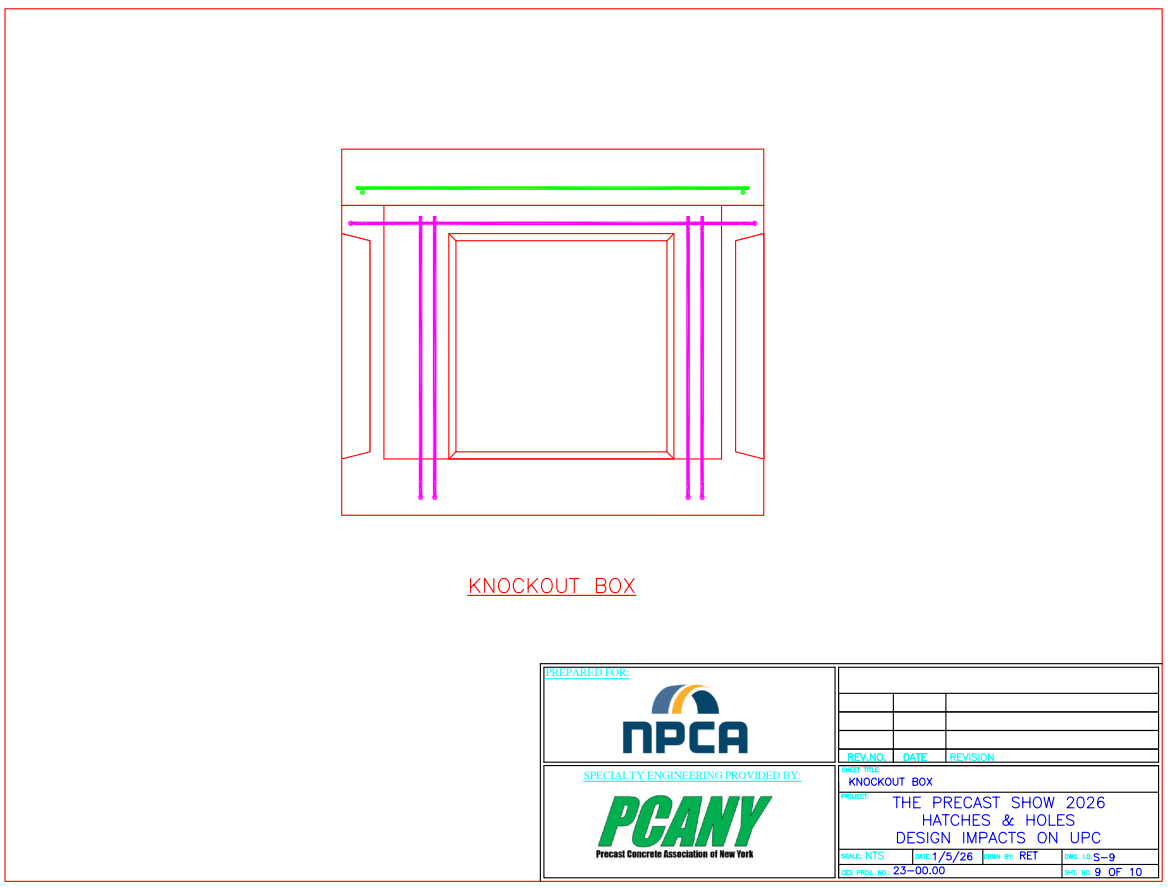 KNOCKOUT BOX
PREPARED FOR:
NPCA
SPECIALTY ENGINEERING PROVIDED BY:
PCANY
Precast Concrete Association of New York
REV.NO. DATE REVISION
SHEET TITLE:
KNOCKOUT BOX
PROJECT:
THE PRECAST SHOW 2026
HATCHES & HOLES
DESIGN IMPACTS ON UPC
SCALE: NTS DATE: 1/5/26 DRWN BY: RET DWG. I.D. S-9
CES PROJ. NO.: 23-00.00 SHT. NO. 9 OF 10